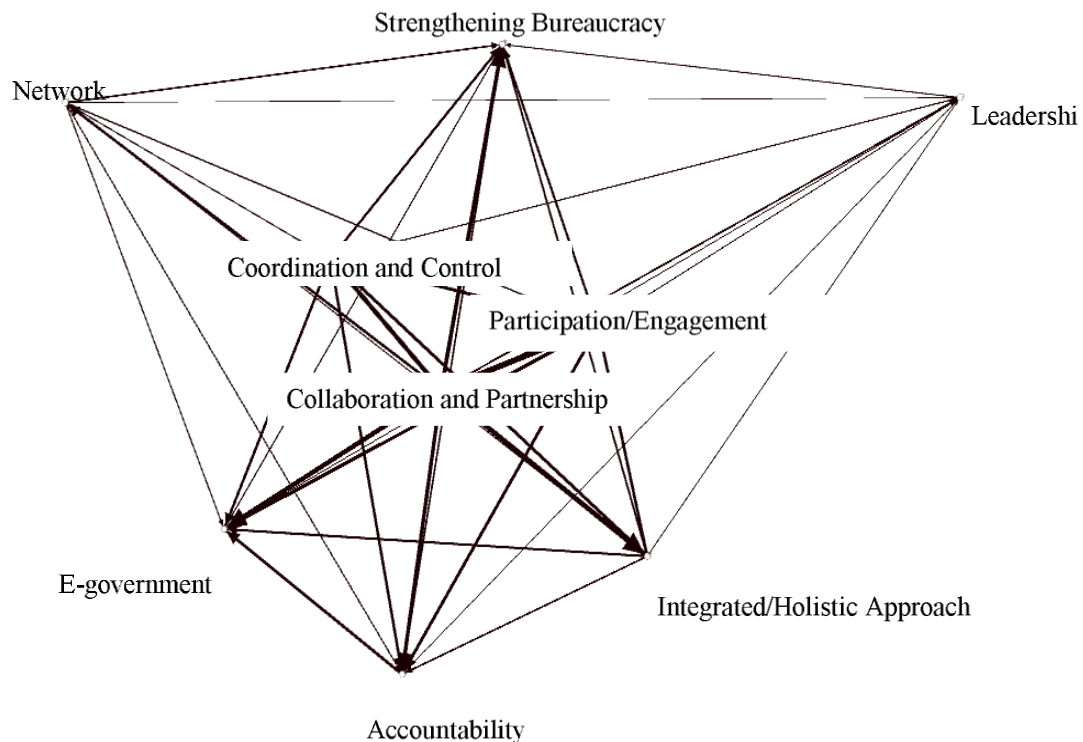 Strengthening Bureaucracy
Network
Leadershi
Coordination and Control
Participation/Engagement
Collaboration and Partnership
E-government
Integrated/Holistic Approach
Accountability